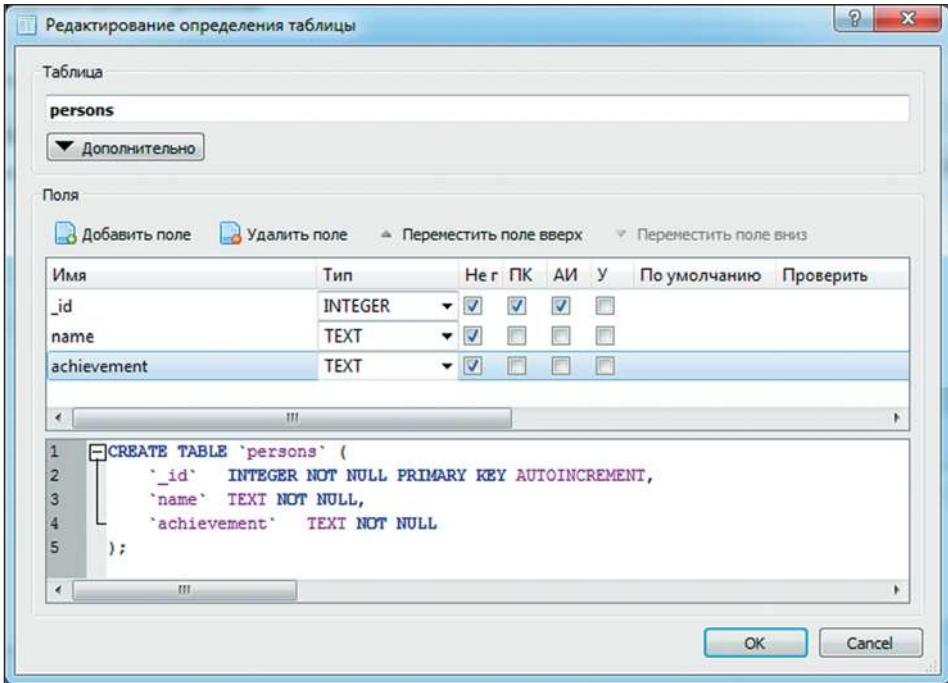 Редактирование определения таблицы
Таблица
persons
Дополнительно
Поля
Добавить поле Удалить поле Переместить поле вверх Переместить поле вниз
Имя Тип Не г ПК АИ У По умолчанию Проверить
_id INTEGER
name TEXT
achievement TEXT
1 CREATE TABLE `persons` (
2 `_id` INTEGER NOT NULL PRIMARY KEY AUTOINCREMENT,
3 `name` TEXT NOT NULL,
4 `achievement` TEXT NOT NULL
5 );
OK Cancel